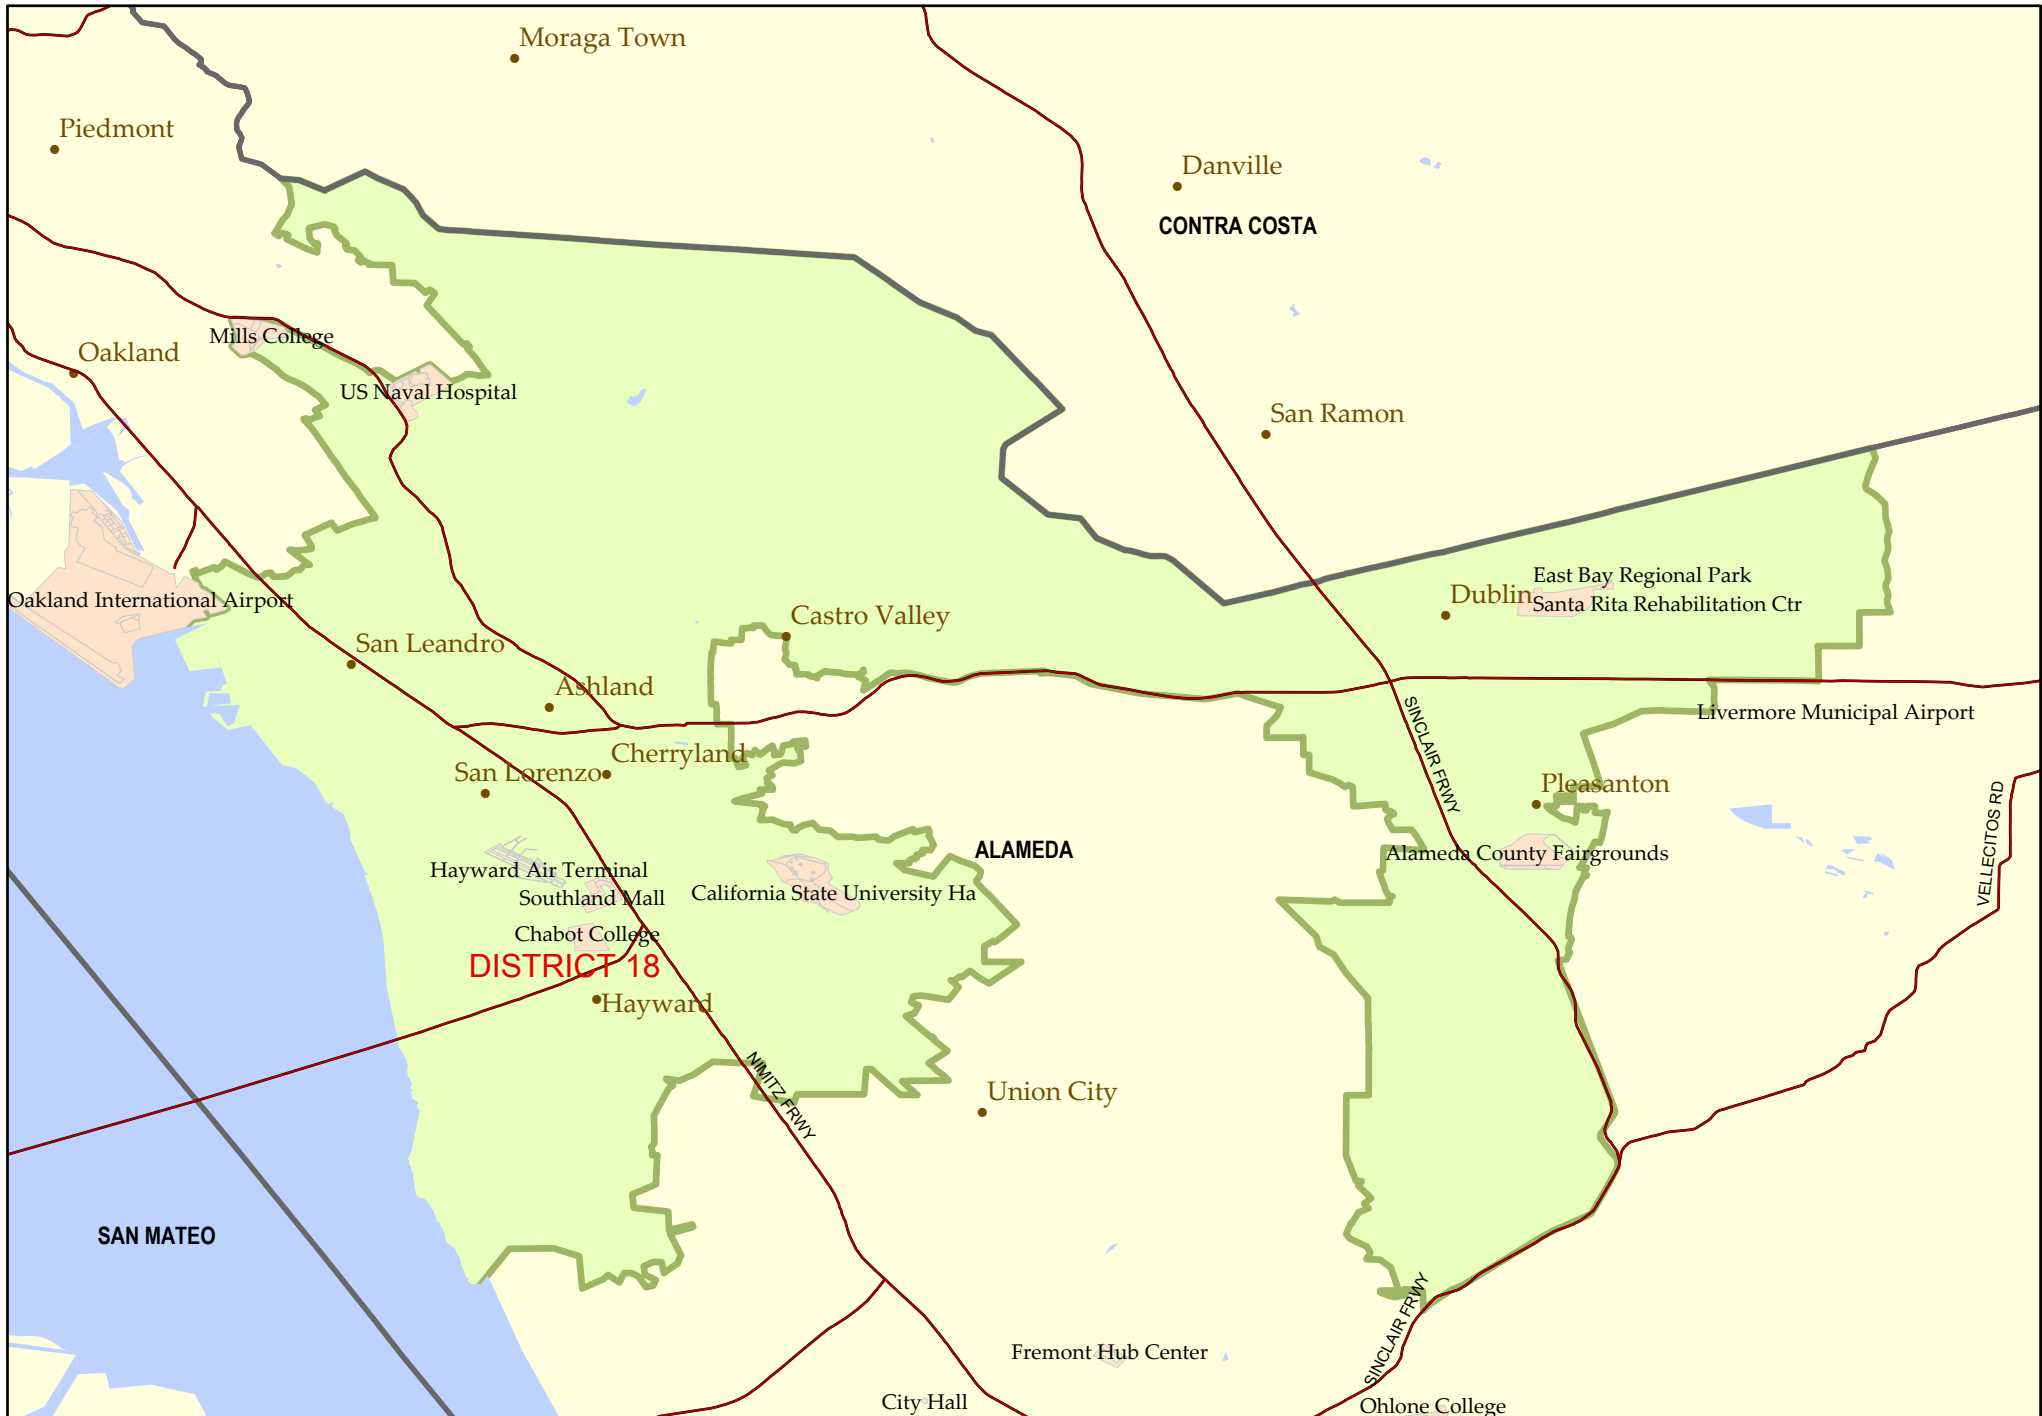 Moraga Town
Piedmont
Danville
CONTRA COSTA
Mills College
Oakland
US Naval Hospital
San Ramon
East Bay Regional Park
Dublin
Santa Rita Rehabilitation Ctr
Oakland International Airport
Castro Valley
San Leandro
Ashland
SINCLAIR FRWY
Livermore Municipal Airport
Cherryland
San Lorenzo
Pleasanton
VELLECITOS RD
ALAMEDA
Alameda County Fairgrounds
Hayward Air Terminal
California State University Ha
Southland Mall
Chabot College
DISTRICT 18
Hayward
NIMITZ FRWY
Union City
SAN MATEO
SINCLAIR FRWY
Fremont Hub Center
City Hall
Ohlone College